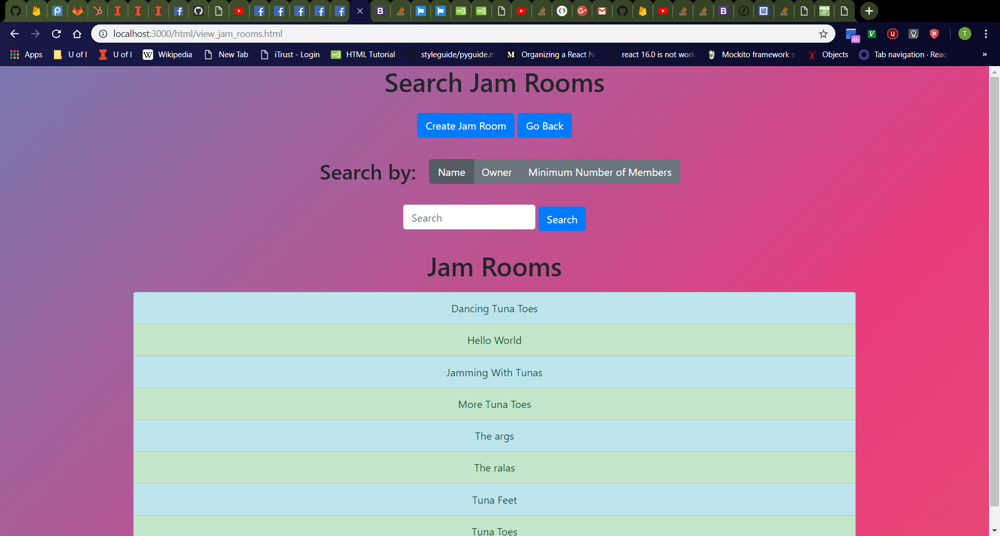 localhost:3000/html/view_jam_rooms.html
4h
T
Apps U of I U of I Wikipedia New Tab iTrust - Login HTML Tutorial styleguide/pyguide.m Organizing a React N react 16.0 is not work Mockito framework si Objects Tab navigation · Reac »
Search Jam Rooms
Create Jam Room Go Back
Search by: Name Owner Minimum Number of Members
Search Search
Jam Rooms
Dancing Tuna Toes
Hello World
Jamming With Tunas
More Tuna Toes
The args
The ralas
Tuna Feet
Tuna Toes